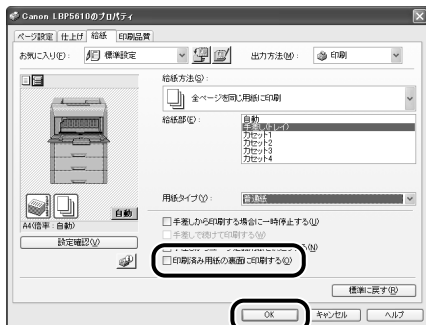 Canon LBP5610のプロパティ
ページ設定 仕上げ 給紙 印刷品質
お気に入り(F): 標準設定 出力方法(M): 印刷
給紙方法(S):
全ページを同じ用紙に印刷
給紙部(E):
自動
手差し(トレイ)
カセット1
カセット2
カセット3
カセット4
自動
A4(倍率:自動)
設定確認(V)
用紙タイプ(Y): 普通紙
手差しから印刷する場合に一時停止する(U)
手差しで続けて印刷する(W)
印刷済み用紙の裏面に印刷する(Q)
標準に戻す(R)
OK キャンセル ヘルプ